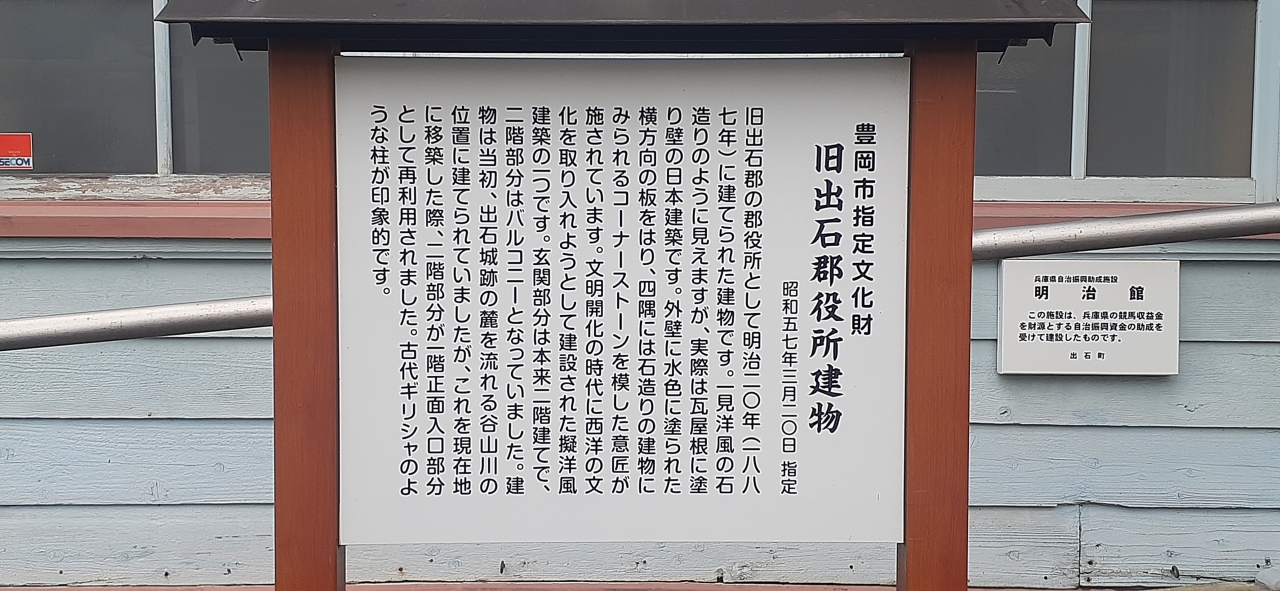 豊岡市指定文化財
旧出石郡役所建物
昭和五七年三月二〇日 指定
旧出石郡の郡役所として明治二〇年（一八八
七年）に建てられた建物です。一見洋風の石
造りのように見えますが、実際は瓦屋根に塗
り壁の日本建築です。外壁に水色に塗られた
横方向の板をはり、四隅には石造りの建物に
みられるコーナーストーンを模した意匠が
施されています。文明開化の時代に西洋の文
化を取り入れようとして建設された擬洋風
建築の一つです。玄関部分は本来二階建てで、
二階部分はバルコニーとなっていました。建
物は当初、出石城跡の麓を流れる谷山川の
位置に建てられていましたが、これを現在地
に移築した際、二階部分が一階正面入口部分
として再利用されました。古代ギリシャのよ
うな柱が印象的です。
兵庫県自治振興助成施設
明治館
この施設は、兵庫県の競馬収益金
を財源とする自治振興資金の助成を
受けて建設したものです。
出石町
SECOM